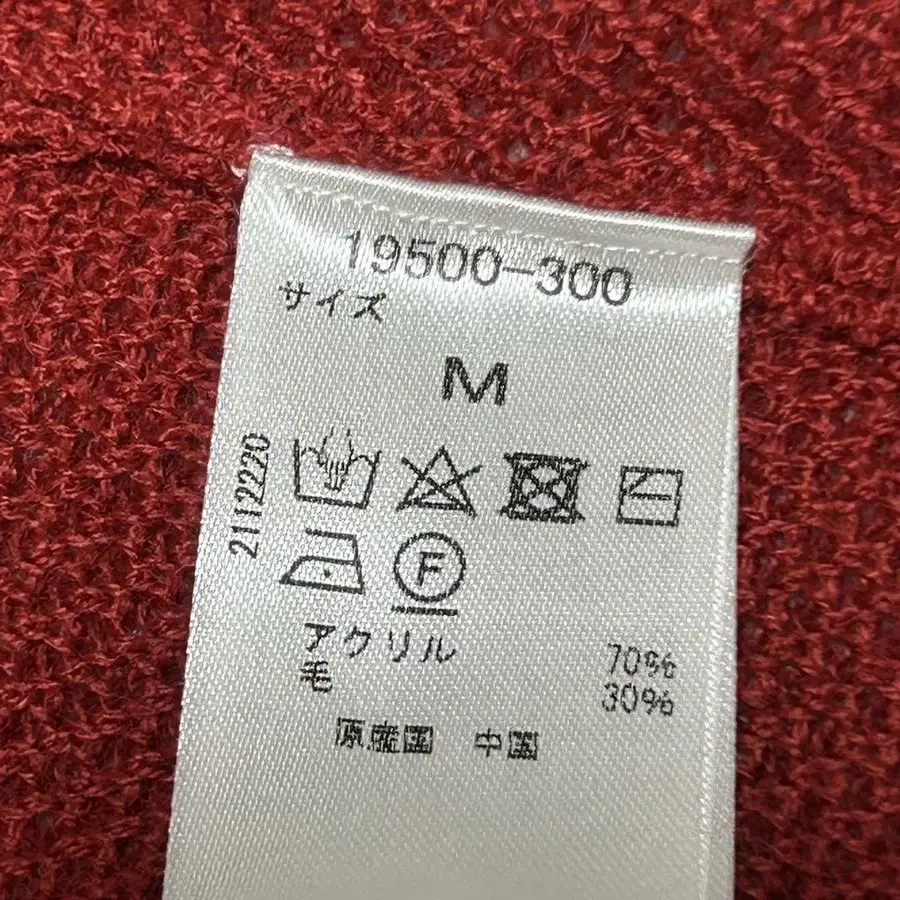 19500-300
サイズ
M
2112220
F
アクリル 70%
毛 30%
原産国 中国